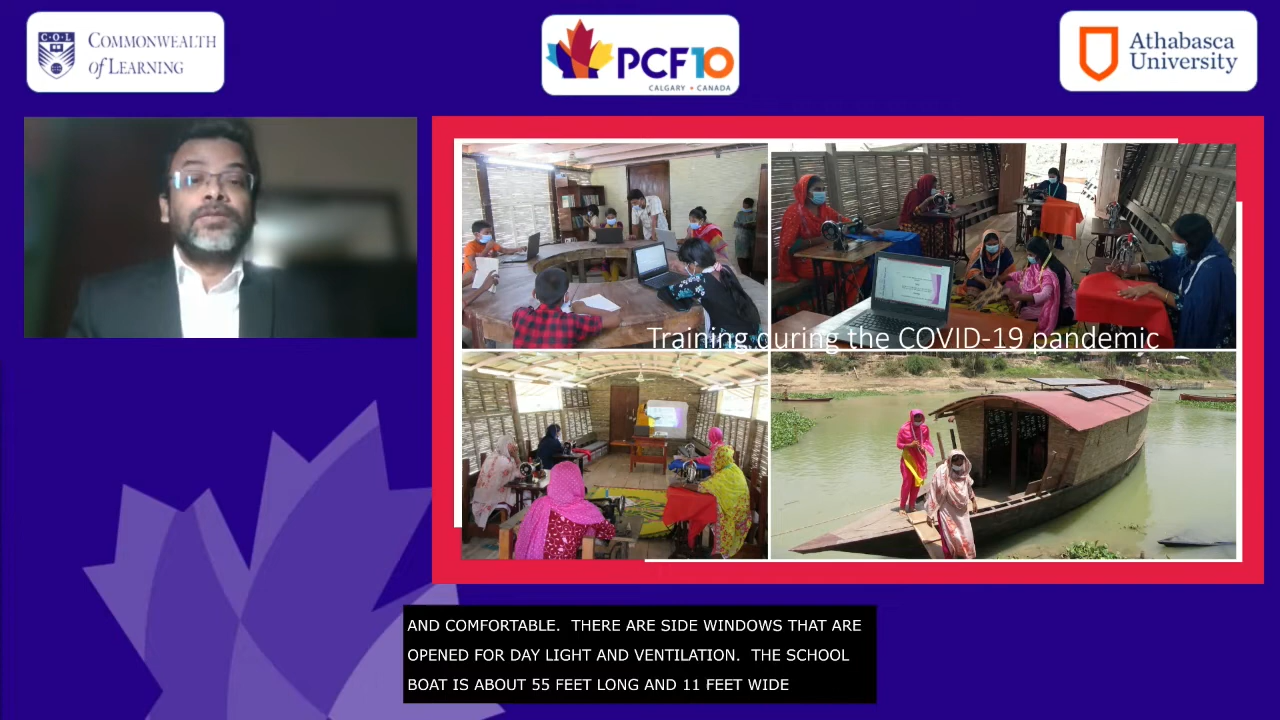 C·O·L
COMMONWEALTH
of LEARNING
PCF10
CALGARY • CANADA
Athabasca
University
Training during the COVID-19 pandemic
AND COMFORTABLE. THERE ARE SIDE WINDOWS THAT ARE
OPENED FOR DAY LIGHT AND VENTILATION. THE SCHOOL
BOAT IS ABOUT 55 FEET LONG AND 11 FEET WIDE